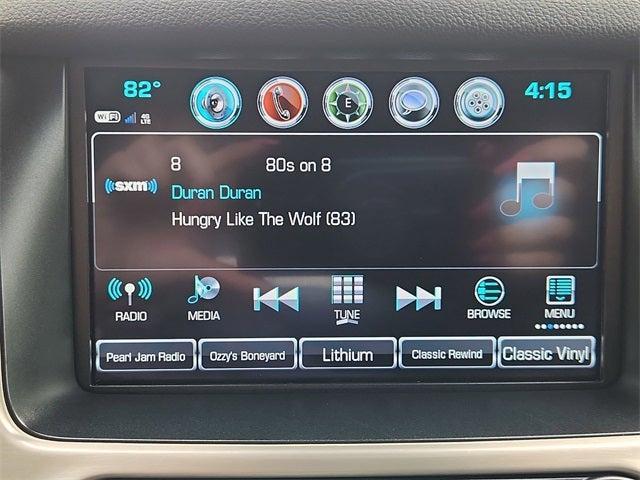 82° E 4:15
WiFi 4G LTE
8 80s on 8
((sxm))
Duran Duran
Hungry Like The Wolf (83)
RADIO MEDIA TUNE BROWSE MENU
Pearl Jam Radio Ozzy's Boneyard Lithium Classic Rewind Classic Vinyl